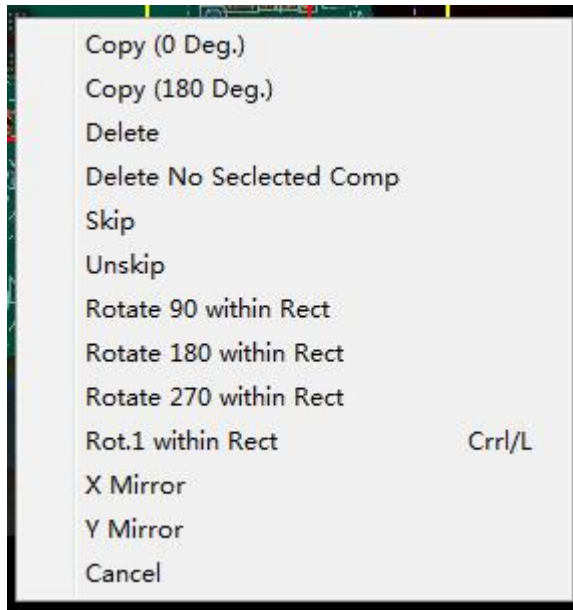 Copy (0 Deg.)
Copy (180 Deg.)
Delete
Delete No Seclected Comp
Skip
Unskip
Rotate 90 within Rect
Rotate 180 within Rect
Rotate 270 within Rect
Rot.1 within Rect Crrl/L
X Mirror
Y Mirror
Cancel